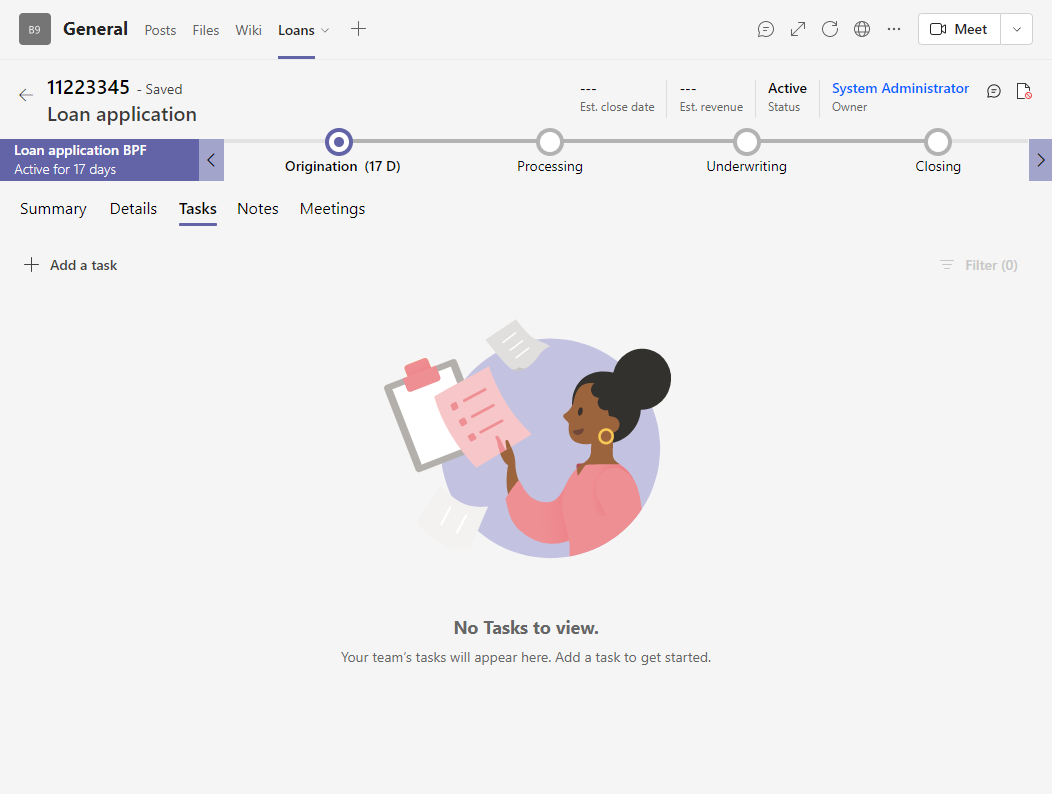 B9 General Posts Files Wiki Loans Meet
11223345 - Saved
Loan application
--- Est. close date
--- Est. revenue
Active Status
System Administrator Owner
Loan application BPF
Active for 17 days
Origination (17 D) Processing Underwriting Closing
Summary Details Tasks Notes Meetings
Add a task Filter (0)
No Tasks to view.
Your team’s tasks will appear here. Add a task to get started.